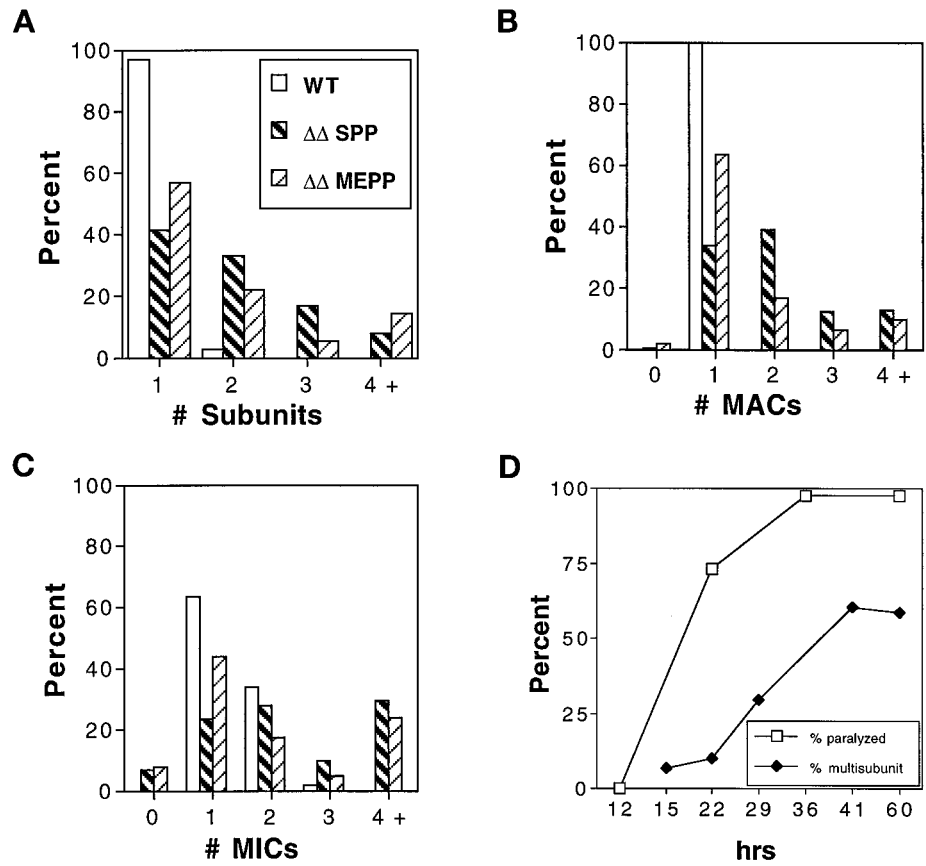 A
100
80
60
40
20
0
Percent
WT
ΔΔ SPP
ΔΔ MEPP
1 2 3 4 +
# Subunits
B
100
80
60
40
20
0
Percent
0 1 2 3 4 +
# MACs
C
100
80
60
40
20
0
Percent
0 1 2 3 4 +
# MICs
D
100
75
50
25
0
Percent
% paralyzed
% multisubunit
12 15 22 29 36 41 60
hrs